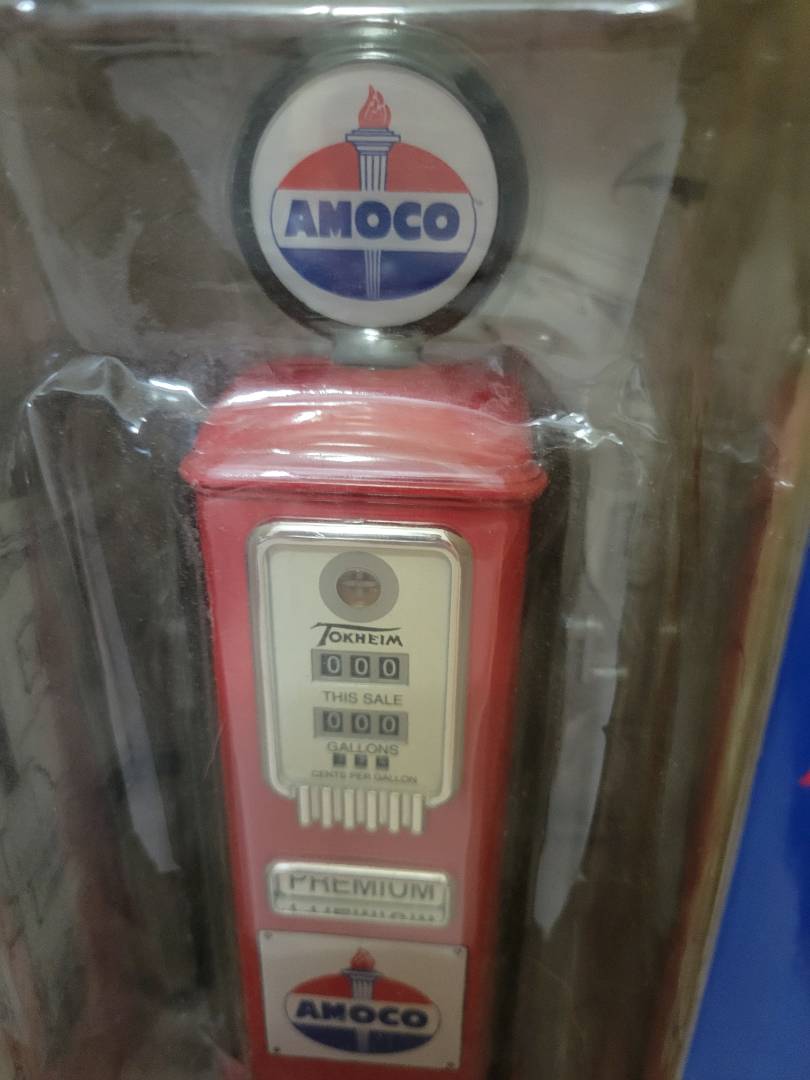 AMOCO
TOKHEIM
000
THIS SALE
000
GALLONS
CENTS PER GALLON
PREMIUM
AMOCO